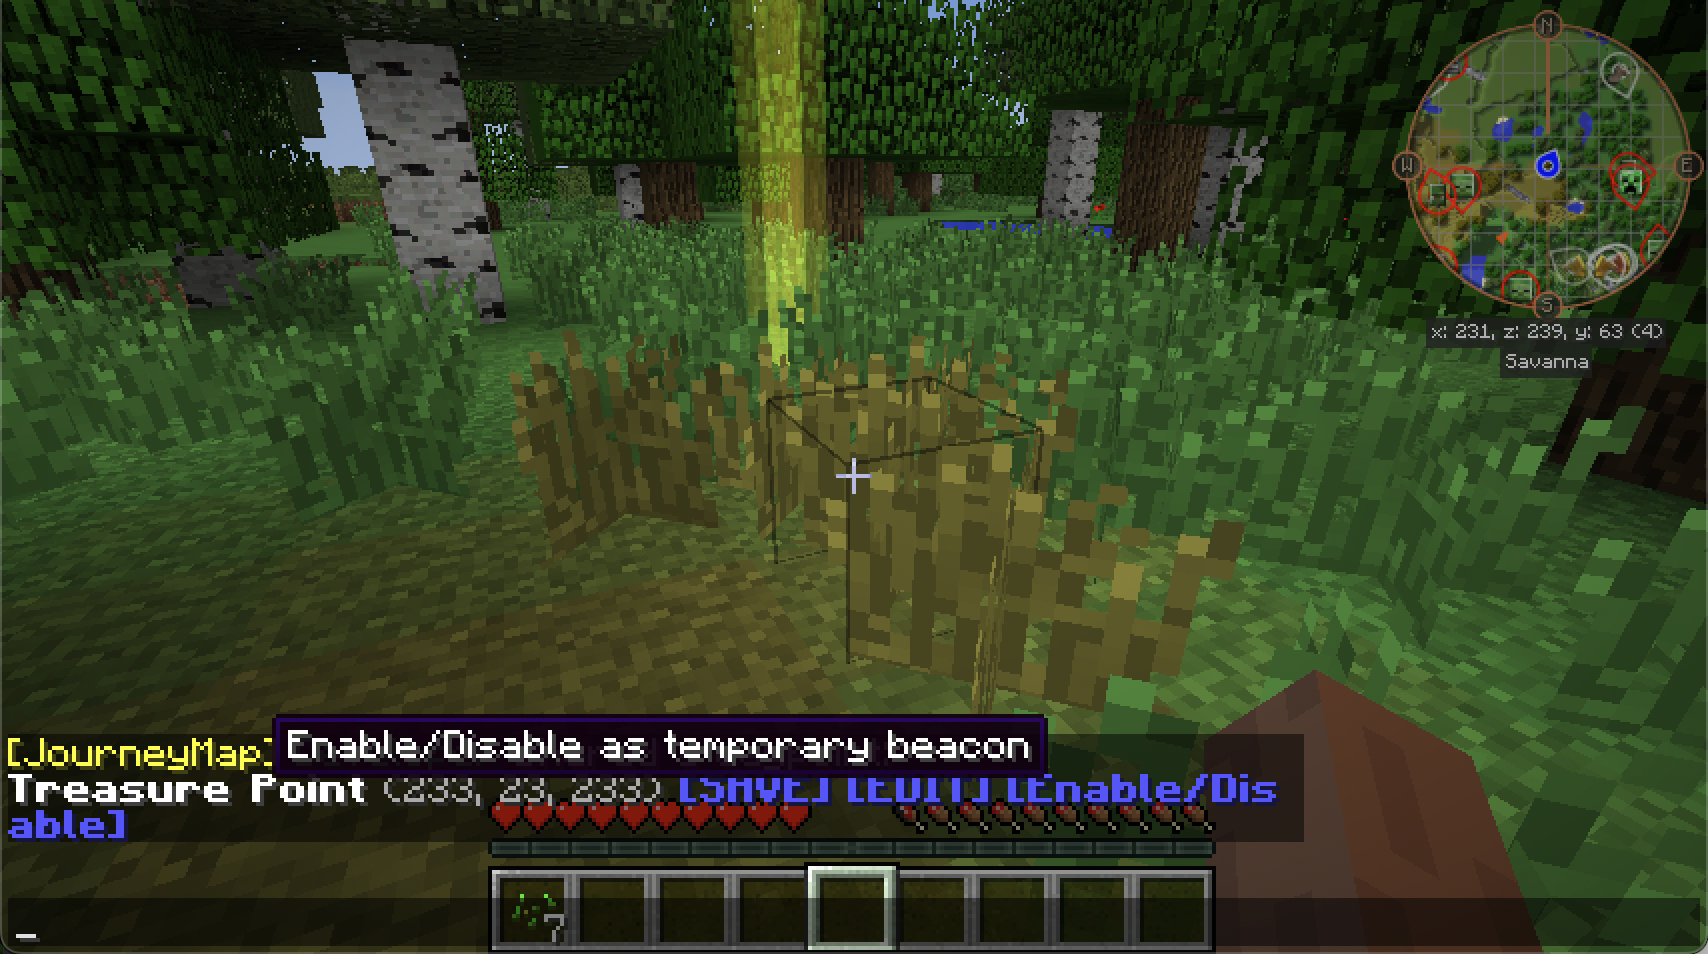 N
W
E
S
x: 231, z: 239, y: 63 (4)
Savanna
[JourneyMap]
Enable/Disable as temporary beacon
Treasure Point (233, 23, 233) [SAVE] [EDIT] [Enable/Dis
able]
7